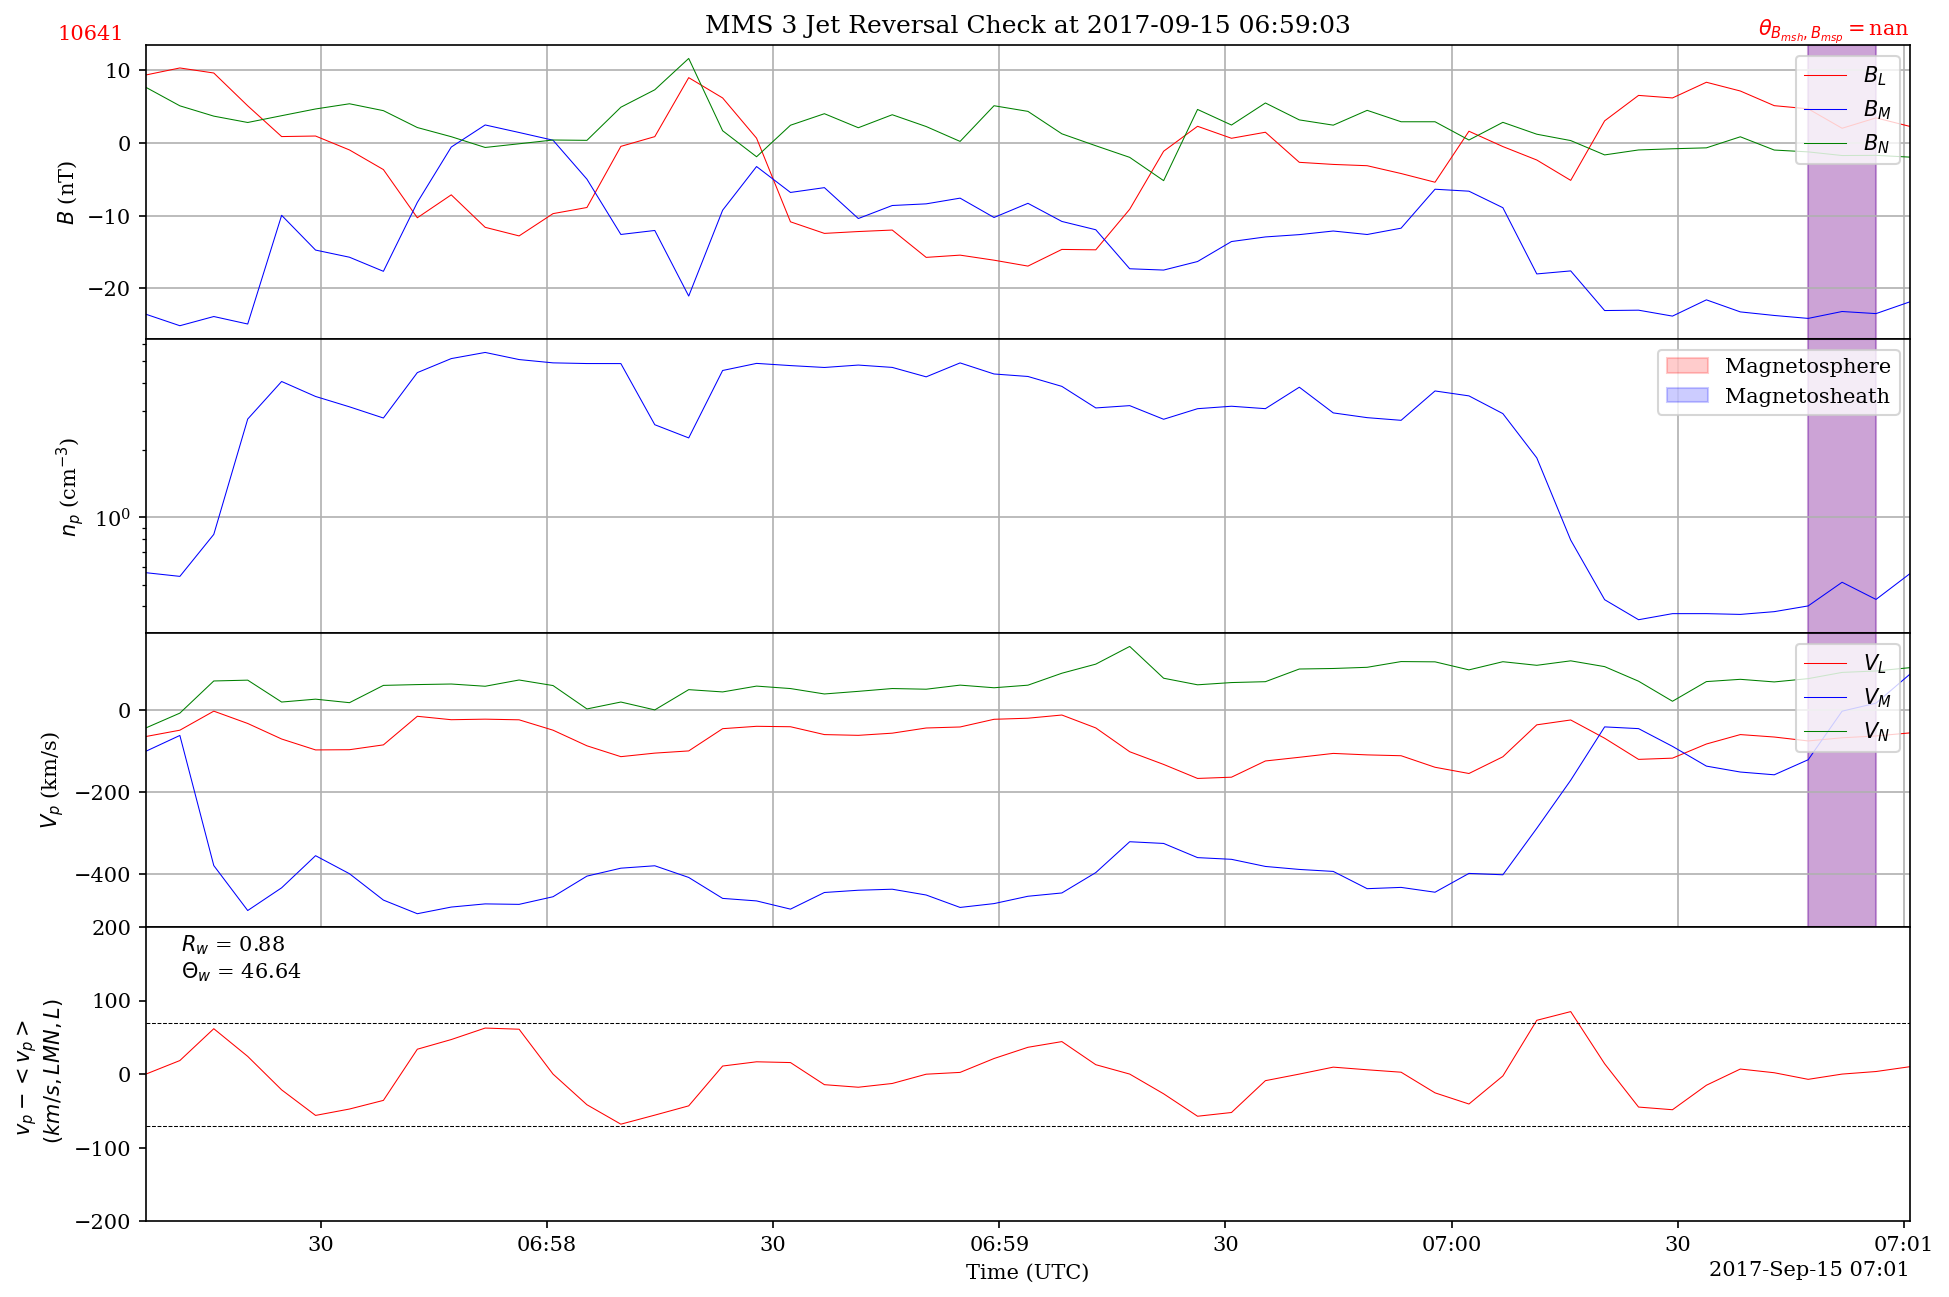 10641
MMS 3 Jet Reversal Check at 2017-09-15 06:59:03
θ_{B_{msh}, B_{msp}} = nan
B (nT)
10
0
−10
−20
B_L
B_M
B_N
n_p (cm^{−3})
10^0
Magnetosphere
Magnetosheath
V_p (km/s)
0
−200
−400
V_L
V_M
V_N
v_p − < v_p >
(km/s, LMN, L)
200
100
0
−100
−200
R_w = 0.88
Θ_w = 46.64
30
06:58
30
06:59
30
07:00
30
07:01
Time (UTC)
2017-Sep-15 07:01